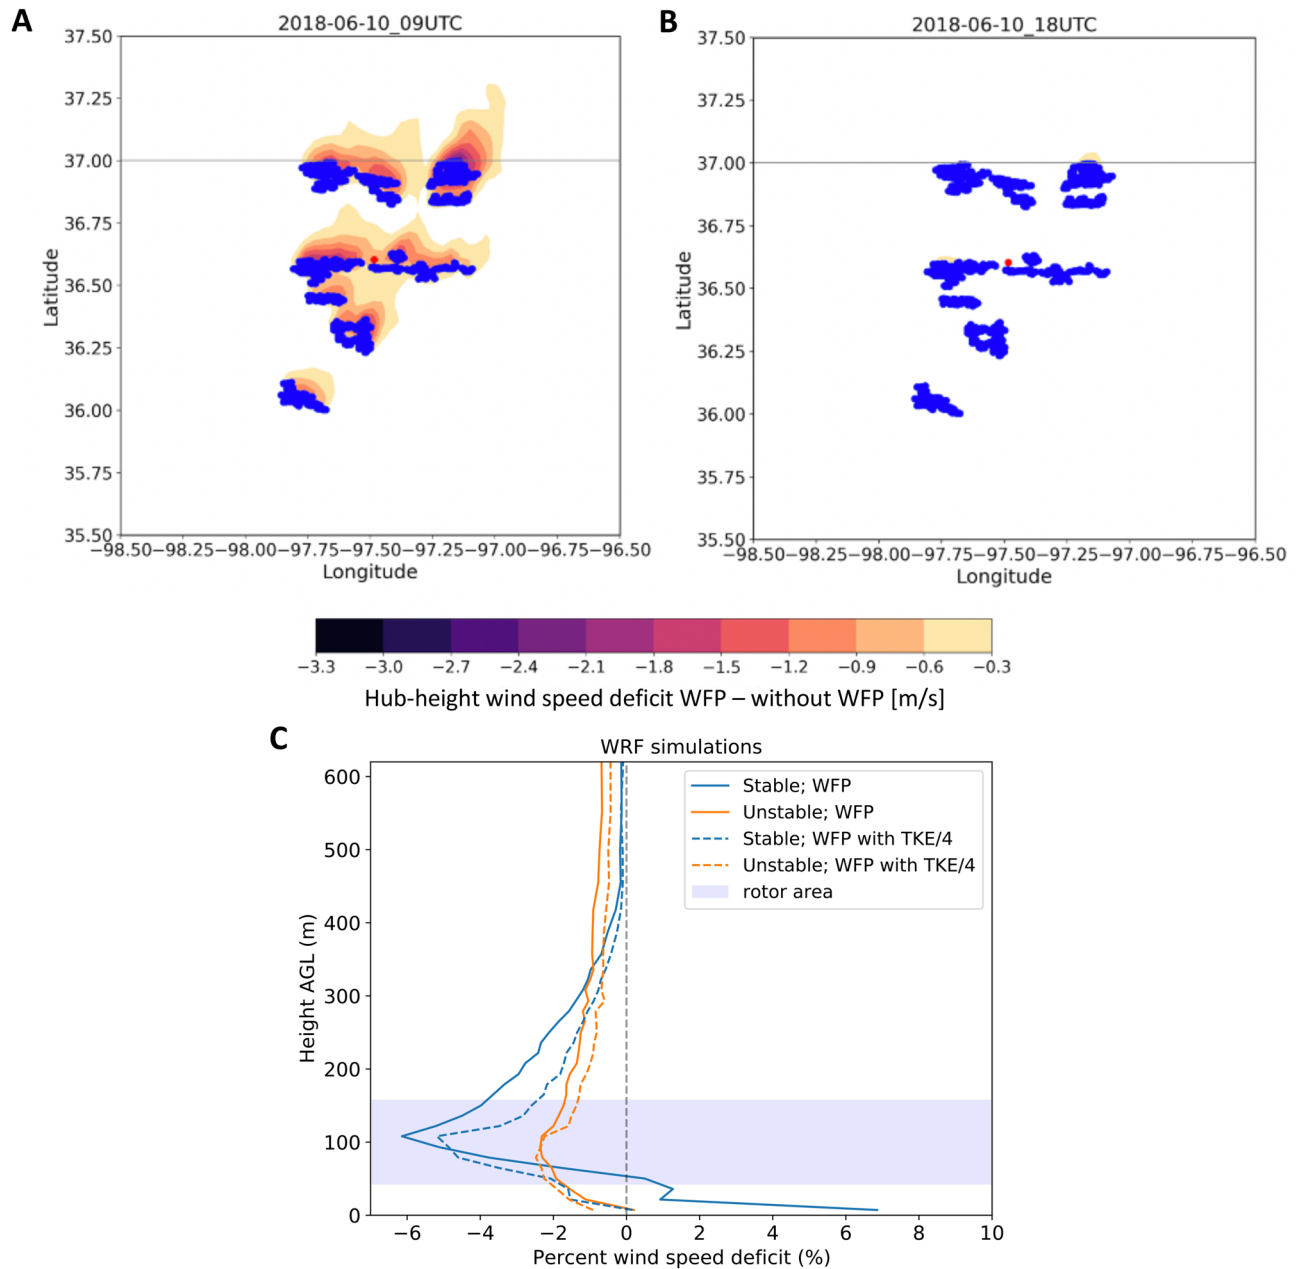 A
2018-06-10_09UTC
37.50
37.25
37.00
36.75
36.50
36.25
36.00
35.75
35.50
Latitude
−98.50−98.25−98.00−97.75−97.50−97.25−97.00−96.75−96.50
Longitude
B
2018-06-10_18UTC
37.50
37.25
37.00
36.75
36.50
36.25
36.00
35.75
35.50
Latitude
−98.50−98.25−98.00−97.75−97.50−97.25−97.00−96.75−96.50
Longitude
−3.3 −3.0 −2.7 −2.4 −2.1 −1.8 −1.5 −1.2 −0.9 −0.6 −0.3
Hub-height wind speed deficit WFP – without WFP [m/s]
C
WRF simulations
600
500
400
300
200
100
0
Height AGL (m)
Stable; WFP
Unstable; WFP
Stable; WFP with TKE/4
Unstable; WFP with TKE/4
rotor area
−6 −4 −2 0 2 4 6 8 10
Percent wind speed deficit (%)